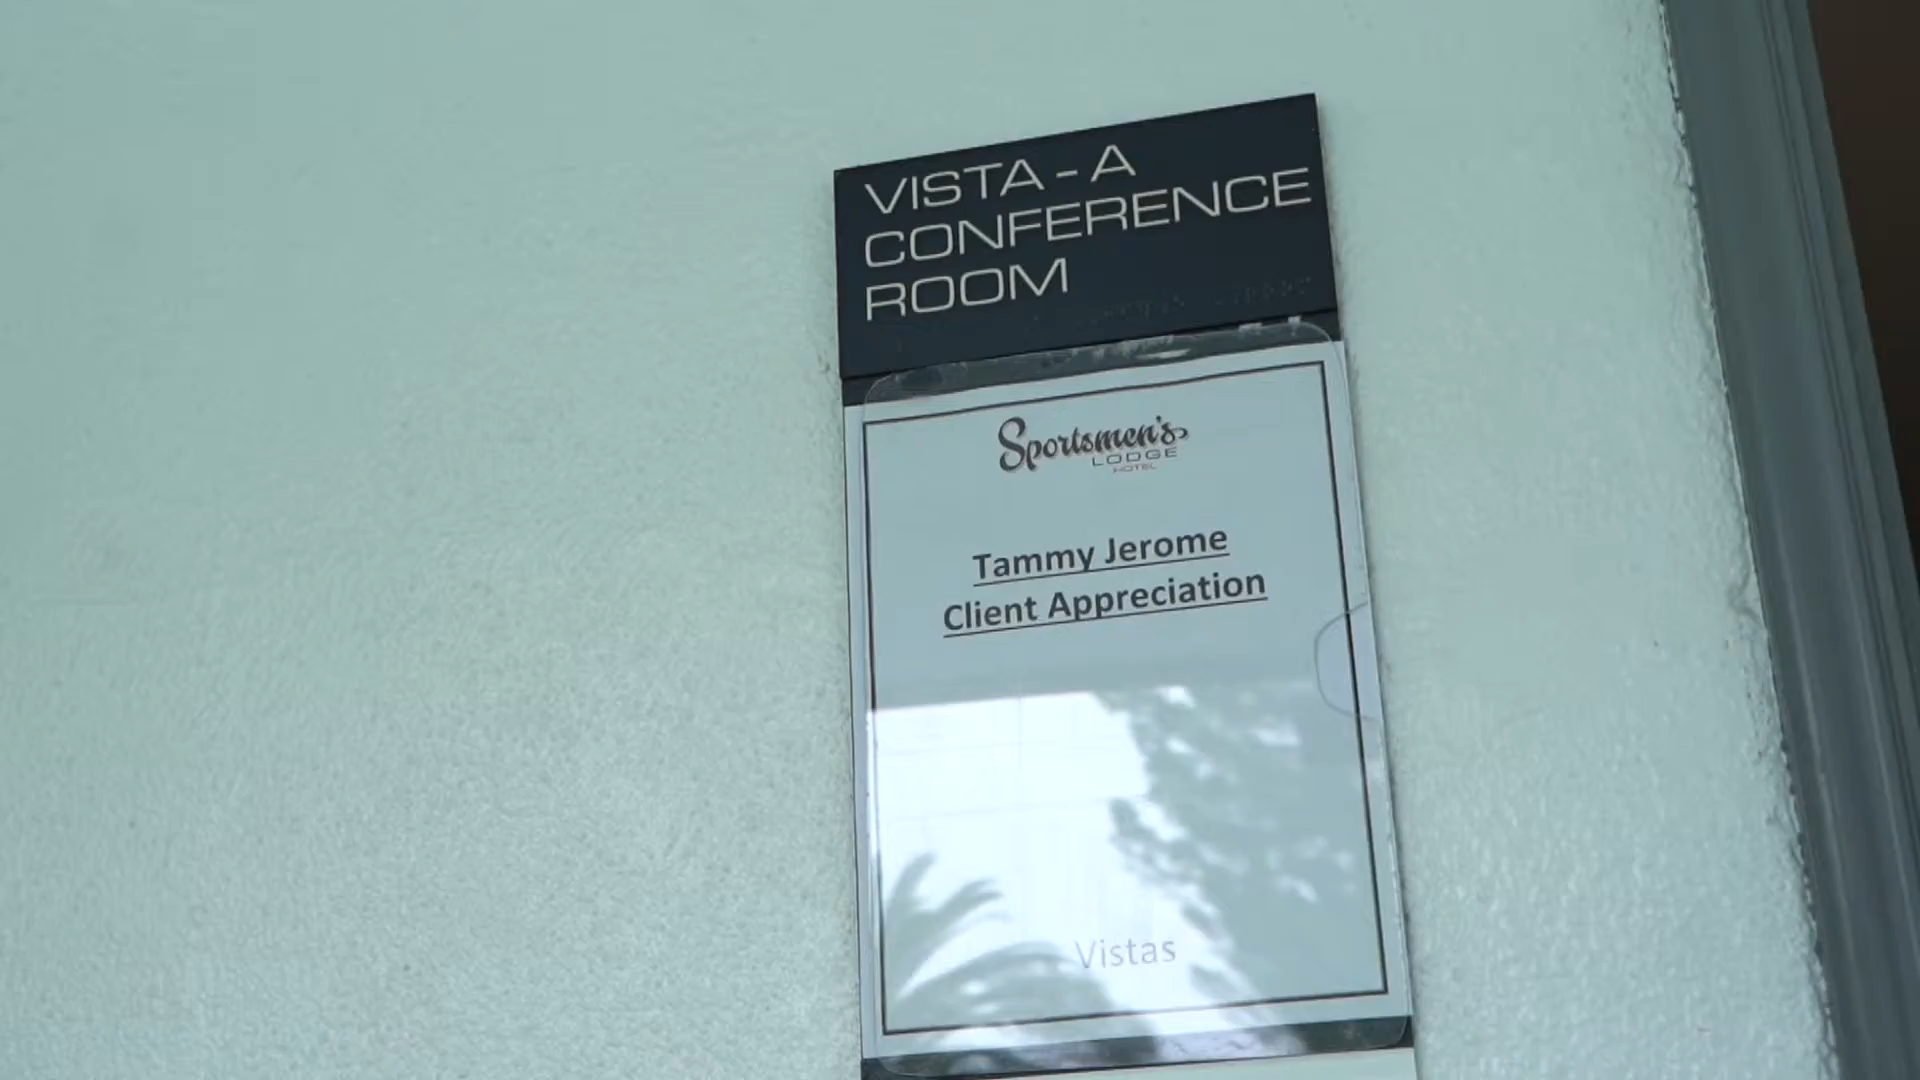 VISTA - A
CONFERENCE
ROOM
Sportsmen's
LODGE
HOTEL
Tammy Jerome
Client Appreciation
Vistas